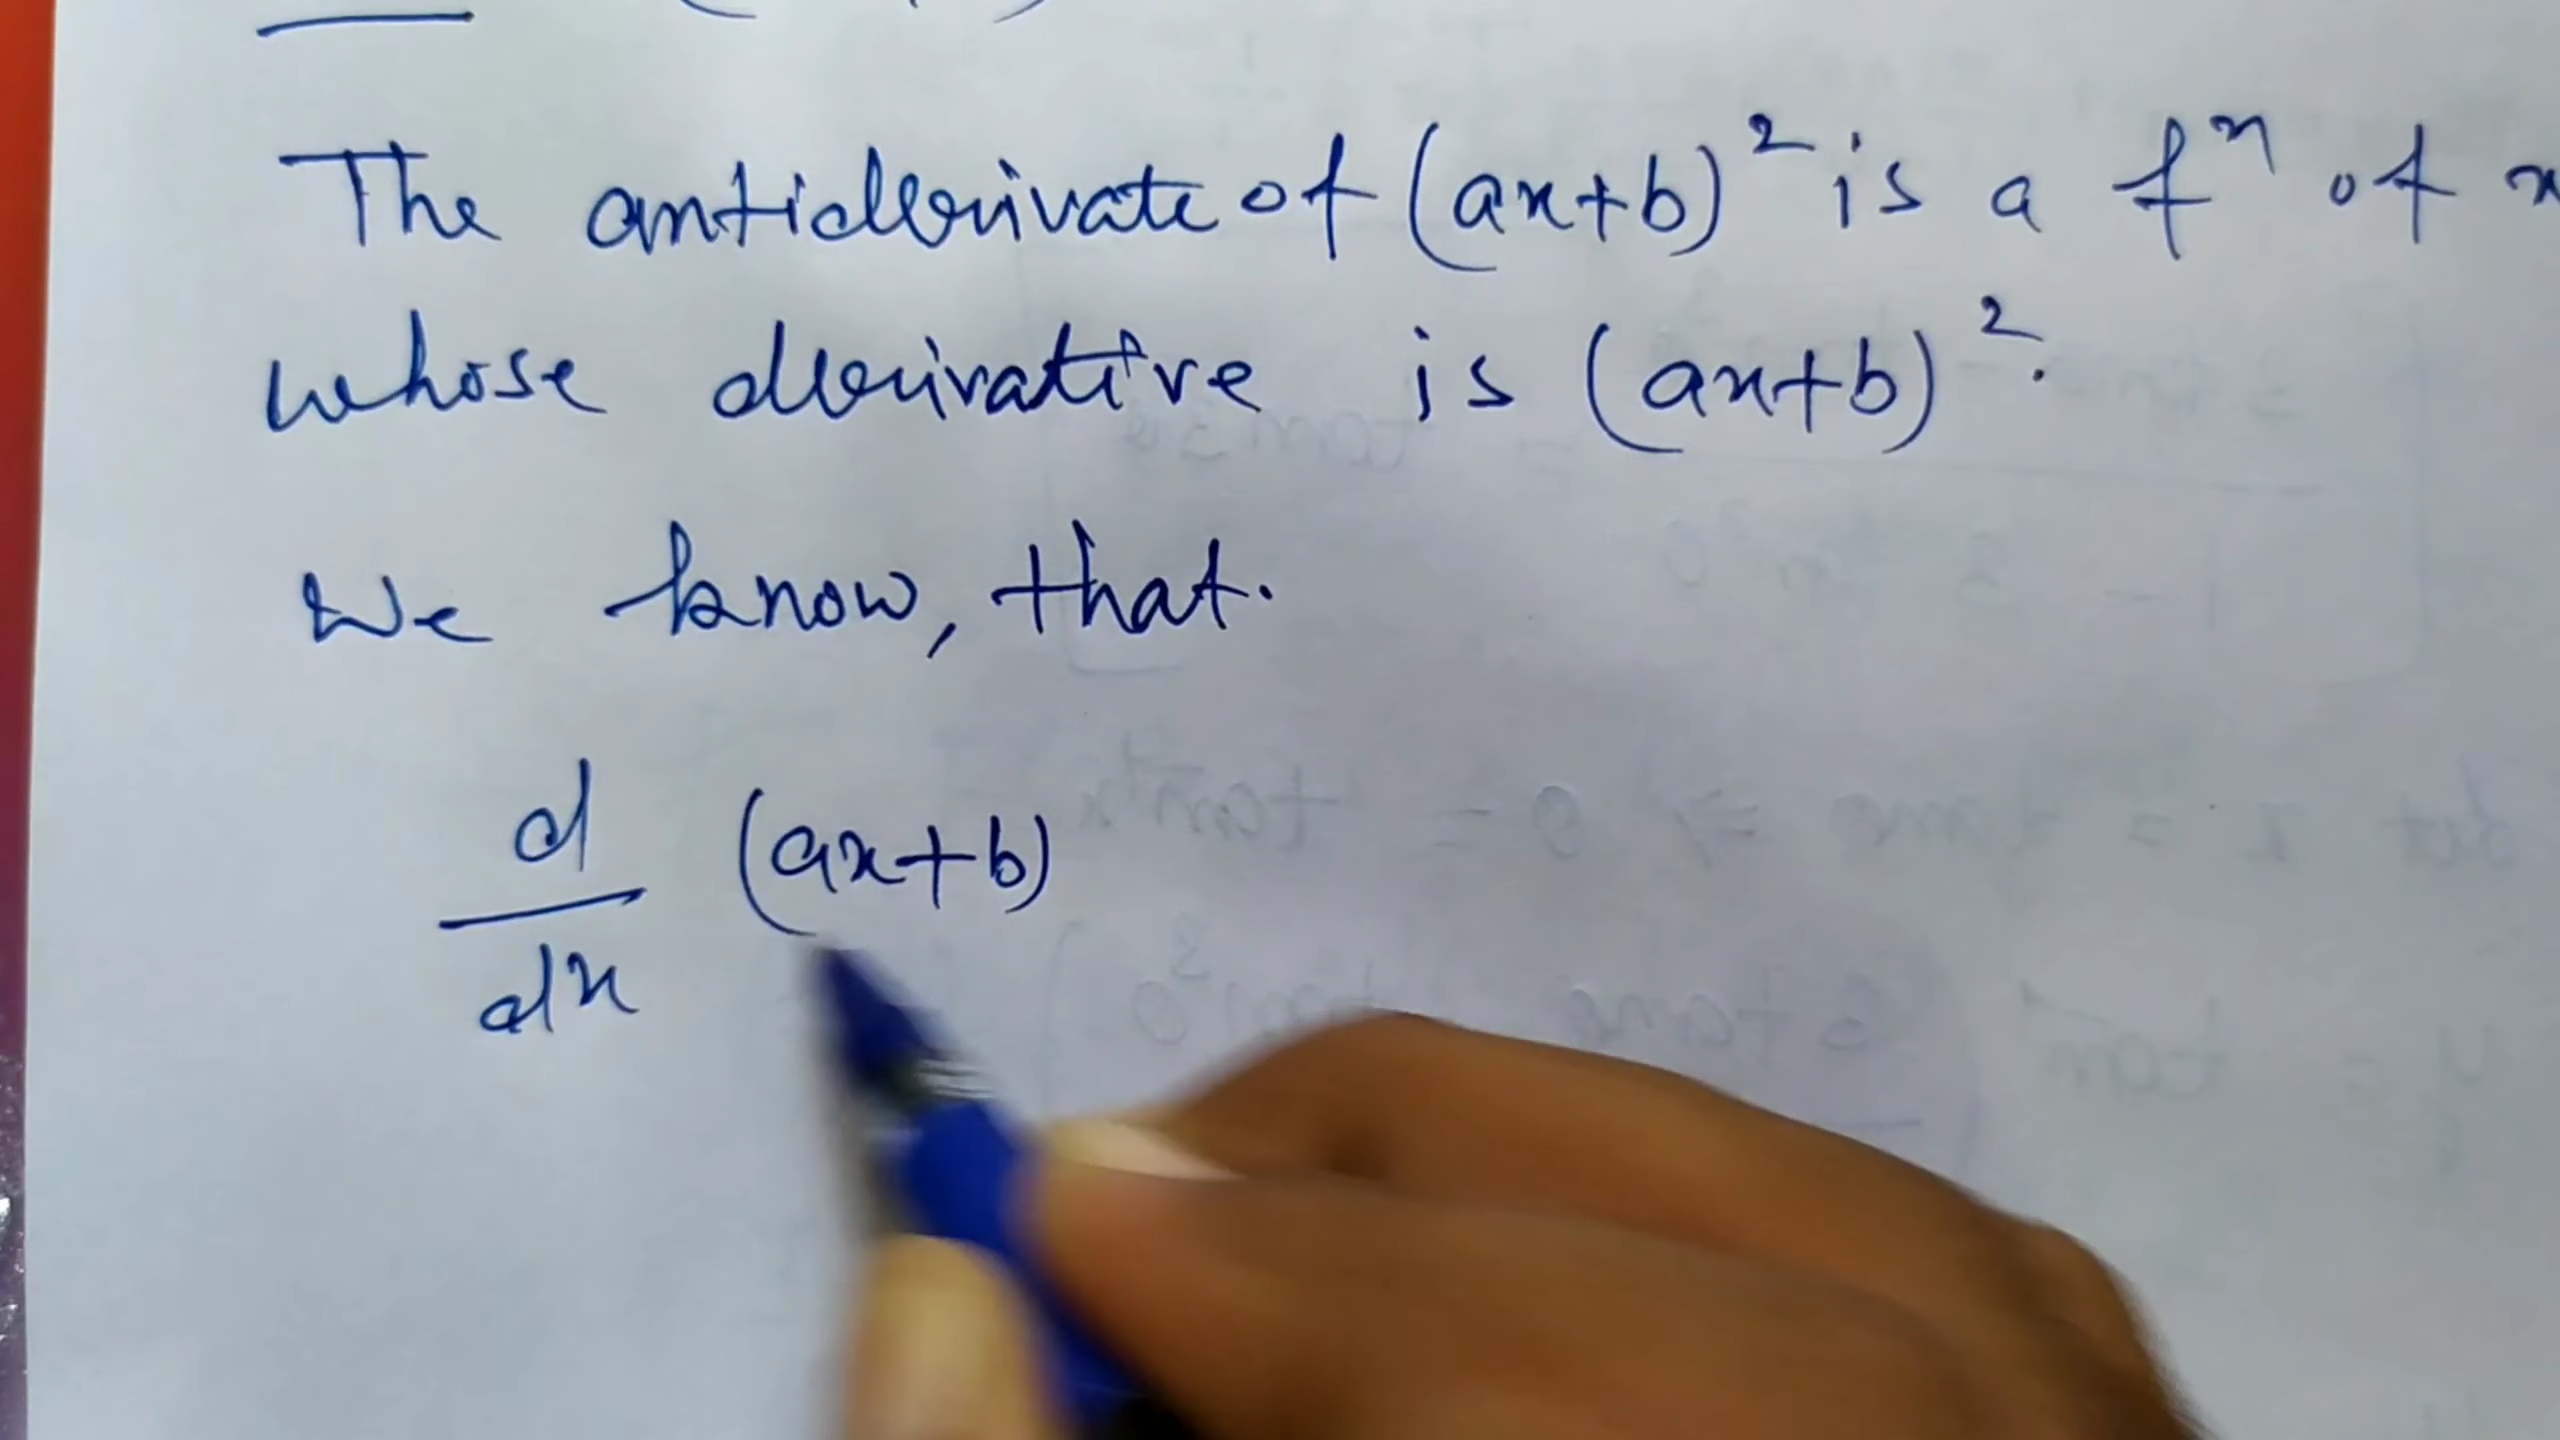 The antiderivate of (ax+b)² is a fⁿ of x
whose derivative is (ax+b)².
We know, that.
d/dx (ax+b)